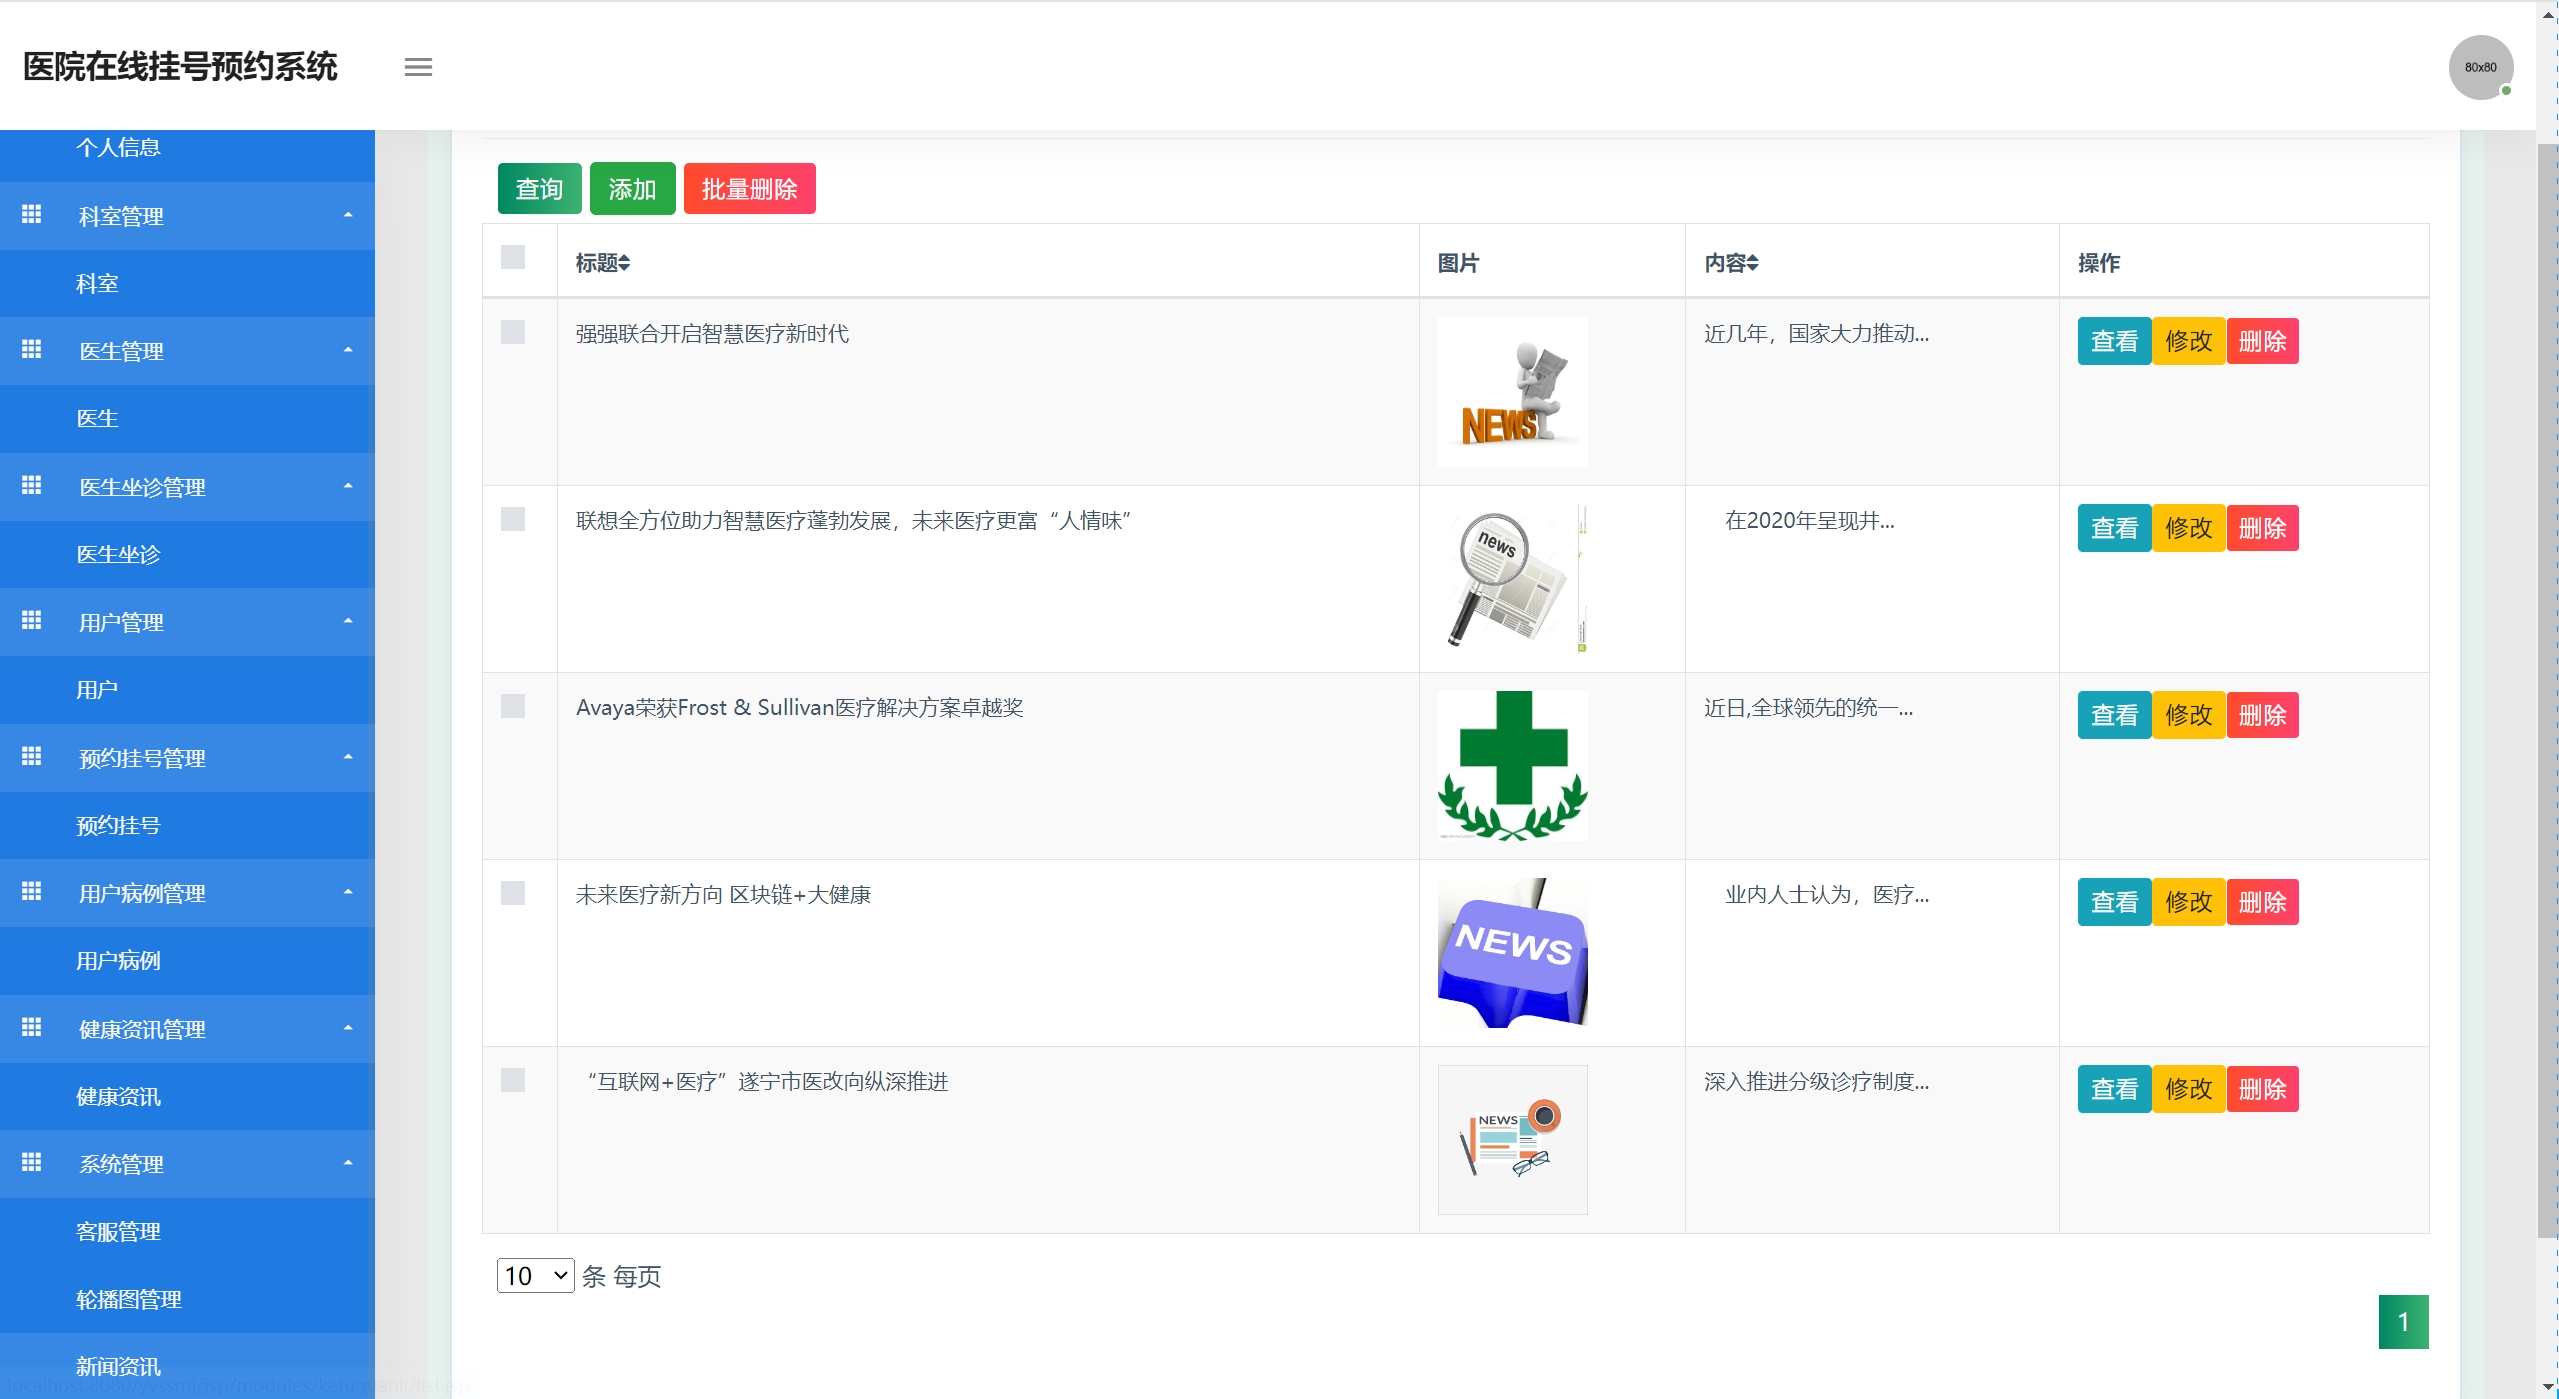 医院在线挂号预约系统
80x80
个人信息
科室管理
科室
医生管理
医生
医生坐诊管理
医生坐诊
用户管理
用户
预约挂号管理
预约挂号
用户病例管理
用户病例
健康资讯管理
健康资讯
系统管理
客服管理
轮播图管理
新闻资讯
查询 添加 批量删除
标题 图片 内容 操作
强强联合开启智慧医疗新时代 NEWS 近几年，国家大力推动... 查看 修改 删除
联想全方位助力智慧医疗蓬勃发展，未来医疗更富“人情味” news 在2020年呈现井... 查看 修改 删除
Avaya荣获Frost & Sullivan医疗解决方案卓越奖 近日,全球领先的统一... 查看 修改 删除
未来医疗新方向 区块链+大健康 NEWS 业内人士认为，医疗... 查看 修改 删除
“互联网+医疗”遂宁市医改向纵深推进 NEWS 深入推进分级诊疗制度... 查看 修改 删除
10 条 每页
1